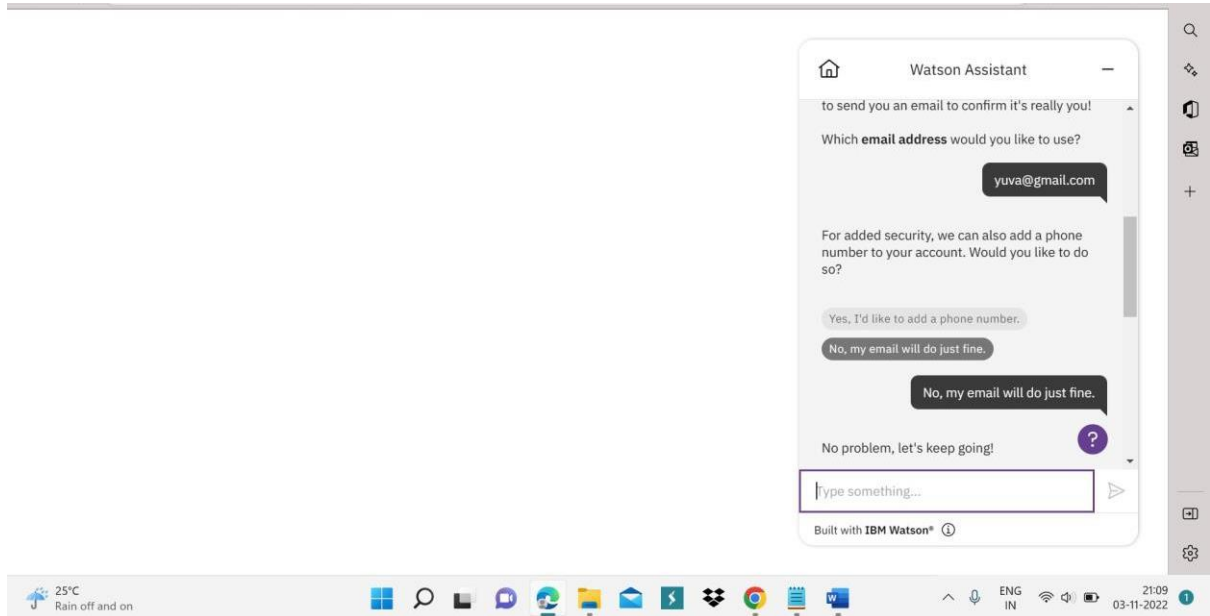 Watson Assistant
to send you an email to confirm it's really you!
Which email address would you like to use?
yuva@gmail.com
For added security, we can also add a phone
number to your account. Would you like to do
so?
Yes, I'd like to add a phone number.
No, my email will do just fine.
No, my email will do just fine.
No problem, let's keep going!
?
Type something...
Built with IBM Watson®
25°C
Rain off and on
ENG
IN
21:09
03-11-2022
1